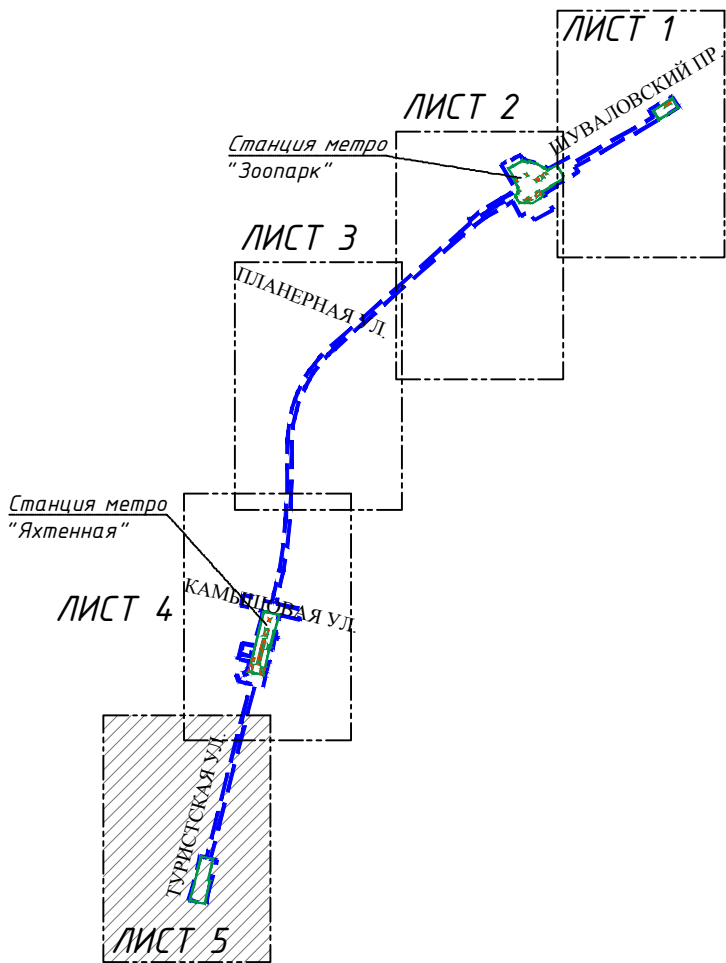 ЛИСТ 1
ШУВАЛОВСКИЙ ПР.
ЛИСТ 2
Станция метро
"Зоопарк"
ЛИСТ 3
ПЛАНЕРНАЯ УЛ.
Станция метро
"Яхтенная"
КАМЫШОВАЯ УЛ.
ЛИСТ 4
ТУРИСТСКАЯ УЛ.
ЛИСТ 5